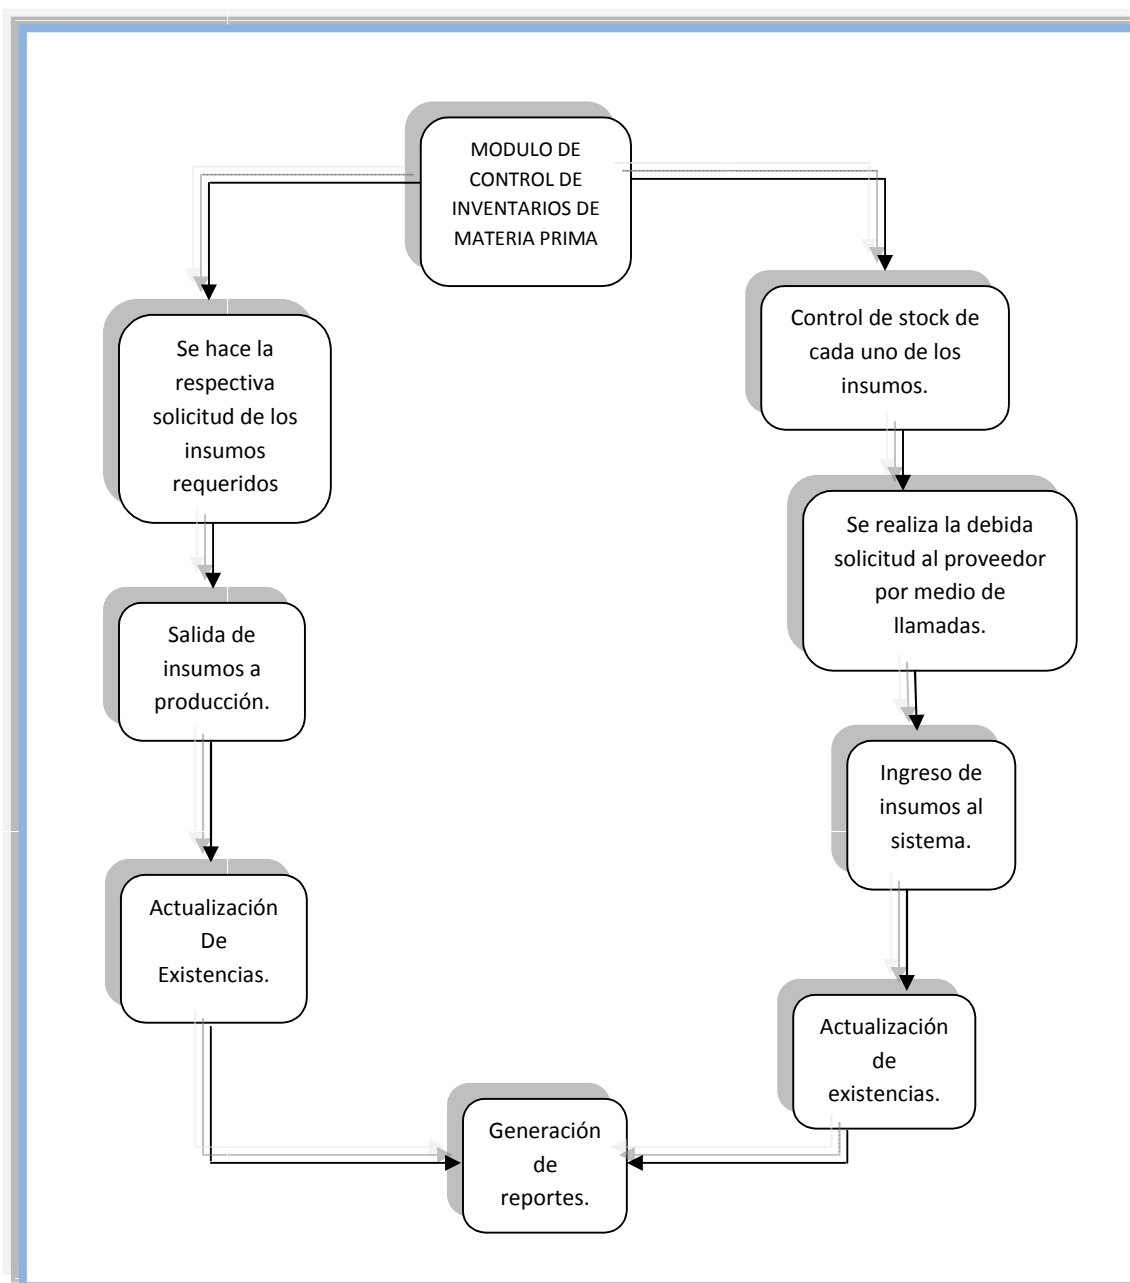 MODULO DE
CONTROL DE
INVENTARIOS DE
MATERIA PRIMA
Se hace la
respectiva
solicitud de los
insumos
requeridos
Salida de
insumos a
producción.
Actualización
De
Existencias.
Control de stock de
cada uno de los
insumos.
Se realiza la debida
solicitud al proveedor
por medio de
llamadas.
Ingreso de
insumos al
sistema.
Actualización
de
existencias.
Generación
de
reportes.